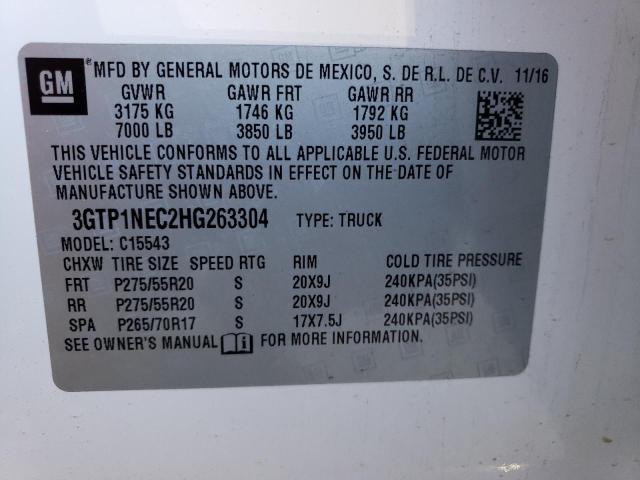 GM ® MFD BY GENERAL MOTORS DE MEXICO, S. DE R.L. DE C.V. 11/16
GVWR GAWR FRT GAWR RR
3175 KG 1746 KG 1792 KG
7000 LB 3850 LB 3950 LB
THIS VEHICLE CONFORMS TO ALL APPLICABLE U.S. FEDERAL MOTOR
VEHICLE SAFETY STANDARDS IN EFFECT ON THE DATE OF
MANUFACTURE SHOWN ABOVE.
3GTP1NEC2HG263304 TYPE: TRUCK
MODEL: C15543
CHXW TIRE SIZE SPEED RTG RIM COLD TIRE PRESSURE
FRT P275/55R20 S 20X9J 240KPA(35PSI)
RR P275/55R20 S 20X9J 240KPA(35PSI)
SPA P265/70R17 S 17X7.5J 240KPA(35PSI)
SEE OWNER'S MANUAL FOR MORE INFORMATION.